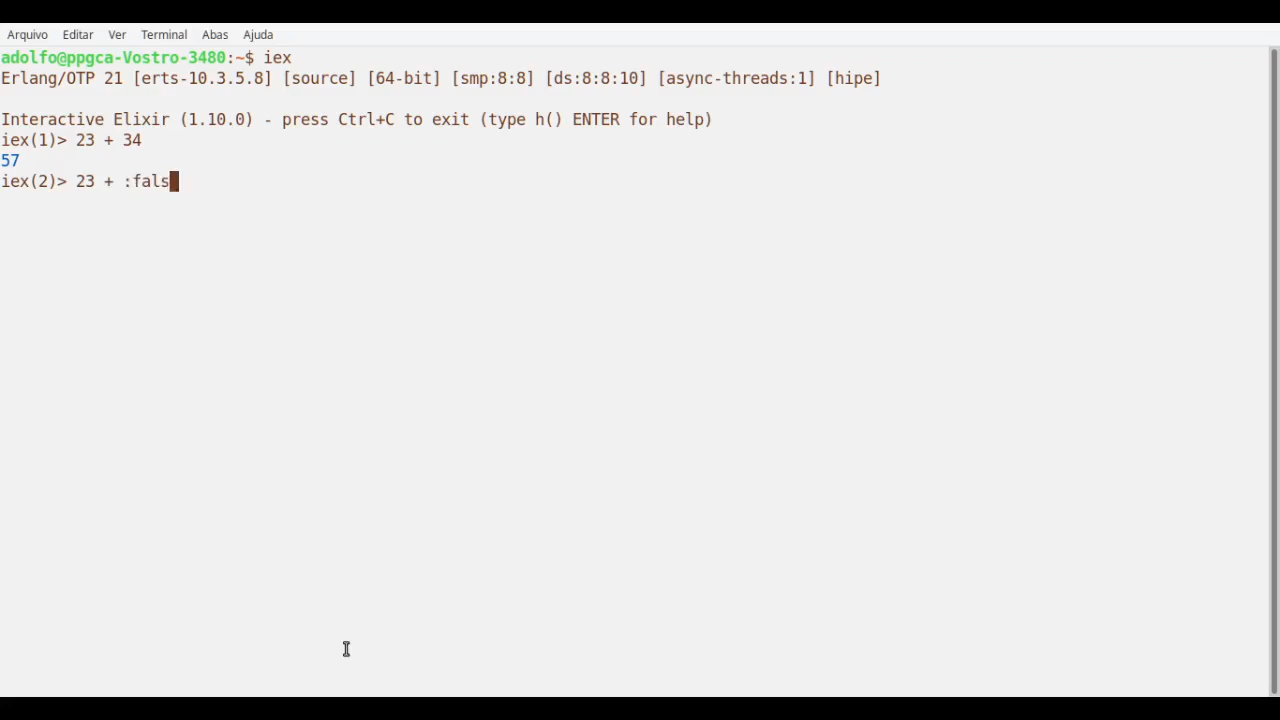 Arquivo Editar Ver Terminal Abas Ajuda
adolfo@ppgca-Vostro-3480:~$ iex
Erlang/OTP 21 [erts-10.3.5.8] [source] [64-bit] [smp:8:8] [ds:8:8:10] [async-threads:1] [hipe]
Interactive Elixir (1.10.0) - press Ctrl+C to exit (type h() ENTER for help)
iex(1)> 23 + 34
57
iex(2)> 23 + :fals